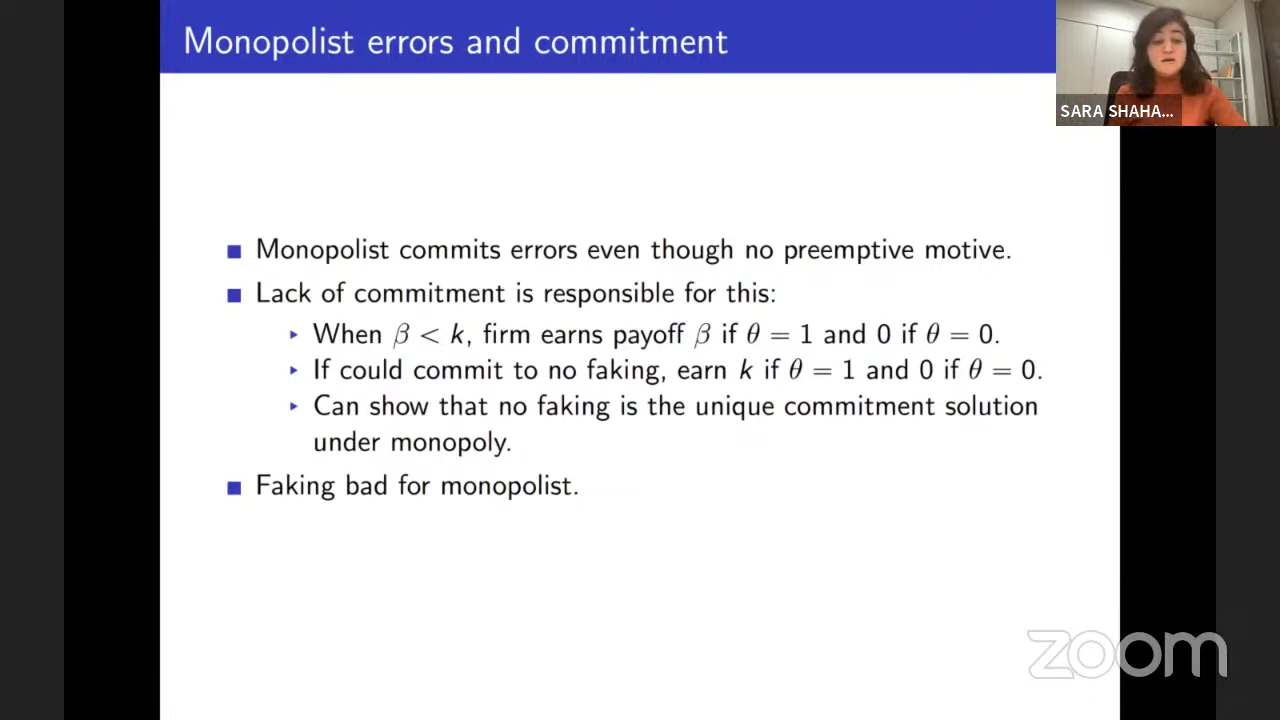 Monopolist errors and commitment
SARA SHAHA...
Monopolist commits errors even though no preemptive motive.
Lack of commitment is responsible for this:
When β < k, firm earns payoff β if θ = 1 and 0 if θ = 0.
If could commit to no faking, earn k if θ = 1 and 0 if θ = 0.
Can show that no faking is the unique commitment solution
under monopoly.
Faking bad for monopolist.
zoom